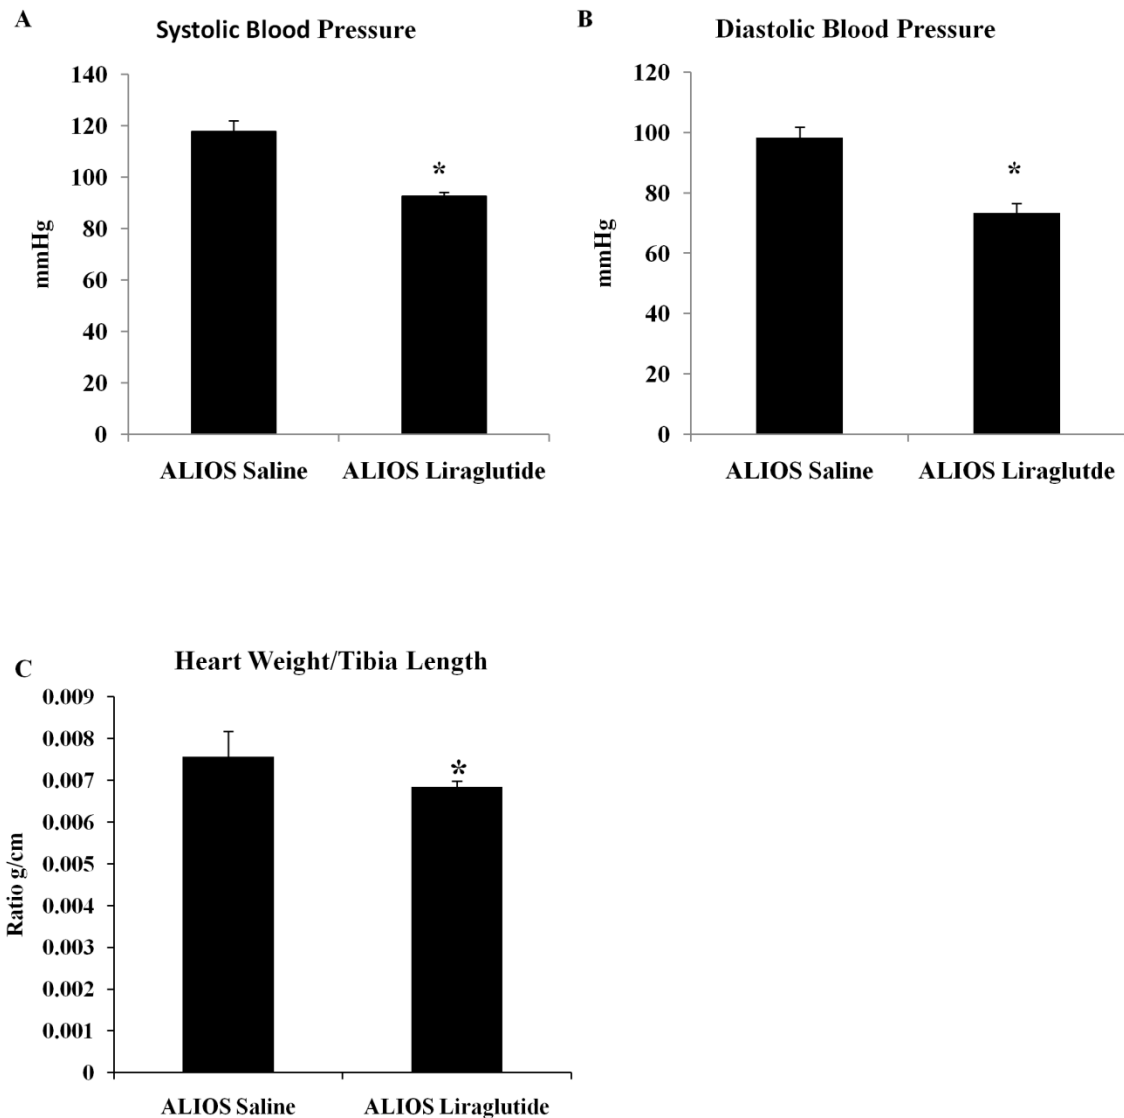 A
Systolic Blood Pressure
140
120
100
80
60
40
20
0
mmHg
*
ALIOS Saline ALIOS Liraglutide
B
Diastolic Blood Pressure
120
100
80
60
40
20
0
mmHg
*
ALIOS Saline ALIOS Liraglutde
C
Heart Weight/Tibia Length
0.009
0.008
0.007
0.006
0.005
0.004
0.003
0.002
0.001
0
Ratio g/cm
*
ALIOS Saline ALIOS Liraglutide